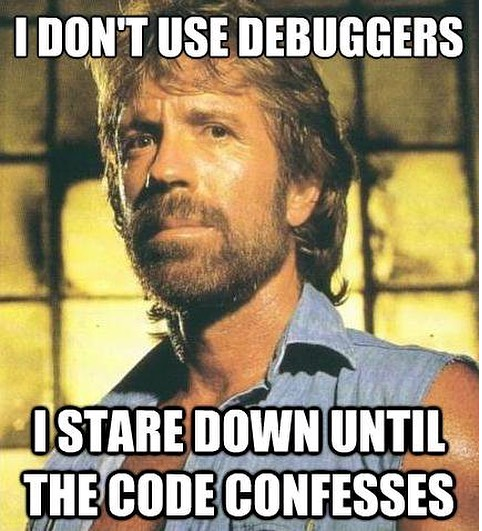 I DON'T USE DEBUGGERS
I STARE DOWN UNTIL
THE CODE CONFESSES